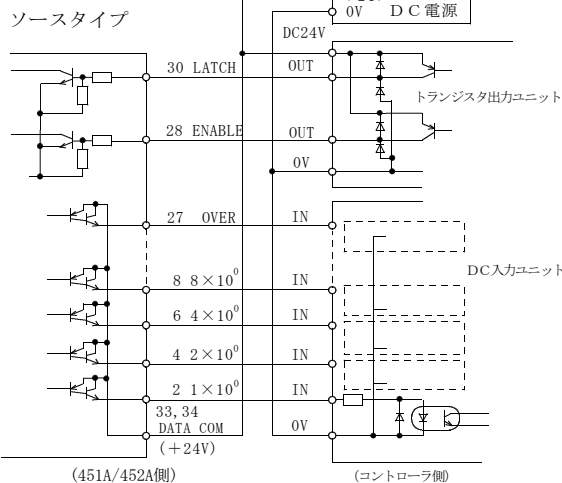 ソースタイプ
0V DC電源
DC24V
30 LATCH OUT
トランジスタ出力ユニット
28 ENABLE OUT
0V
27 OVER IN
DC入力ユニット
8 8×10⁰ IN
6 4×10⁰ IN
4 2×10⁰ IN
2 1×10⁰ IN
33,34
DATA COM 0V
(+24V)
(451A/452A側) (コントローラ側)